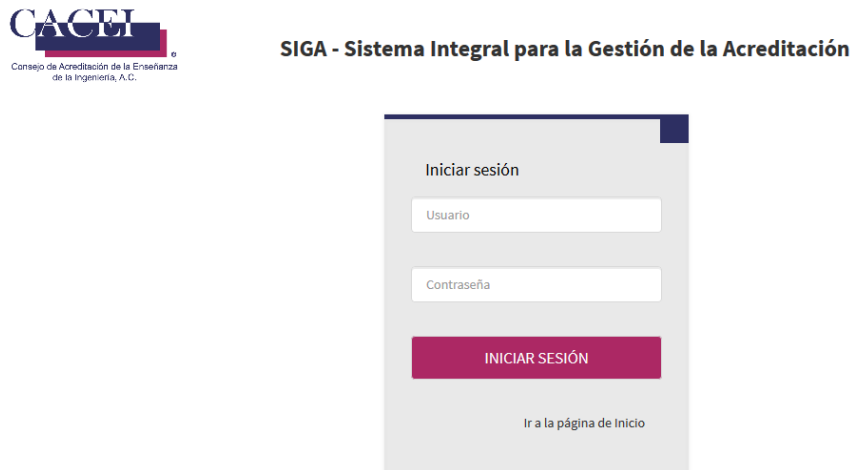 CACEI
Consejo de Acreditación de la Enseñanza
de la Ingeniería, A.C.
SIGA - Sistema Integral para la Gestión de la Acreditación
Iniciar sesión
Usuario
Contraseña
INICIAR SESIÓN
Ir a la página de Inicio